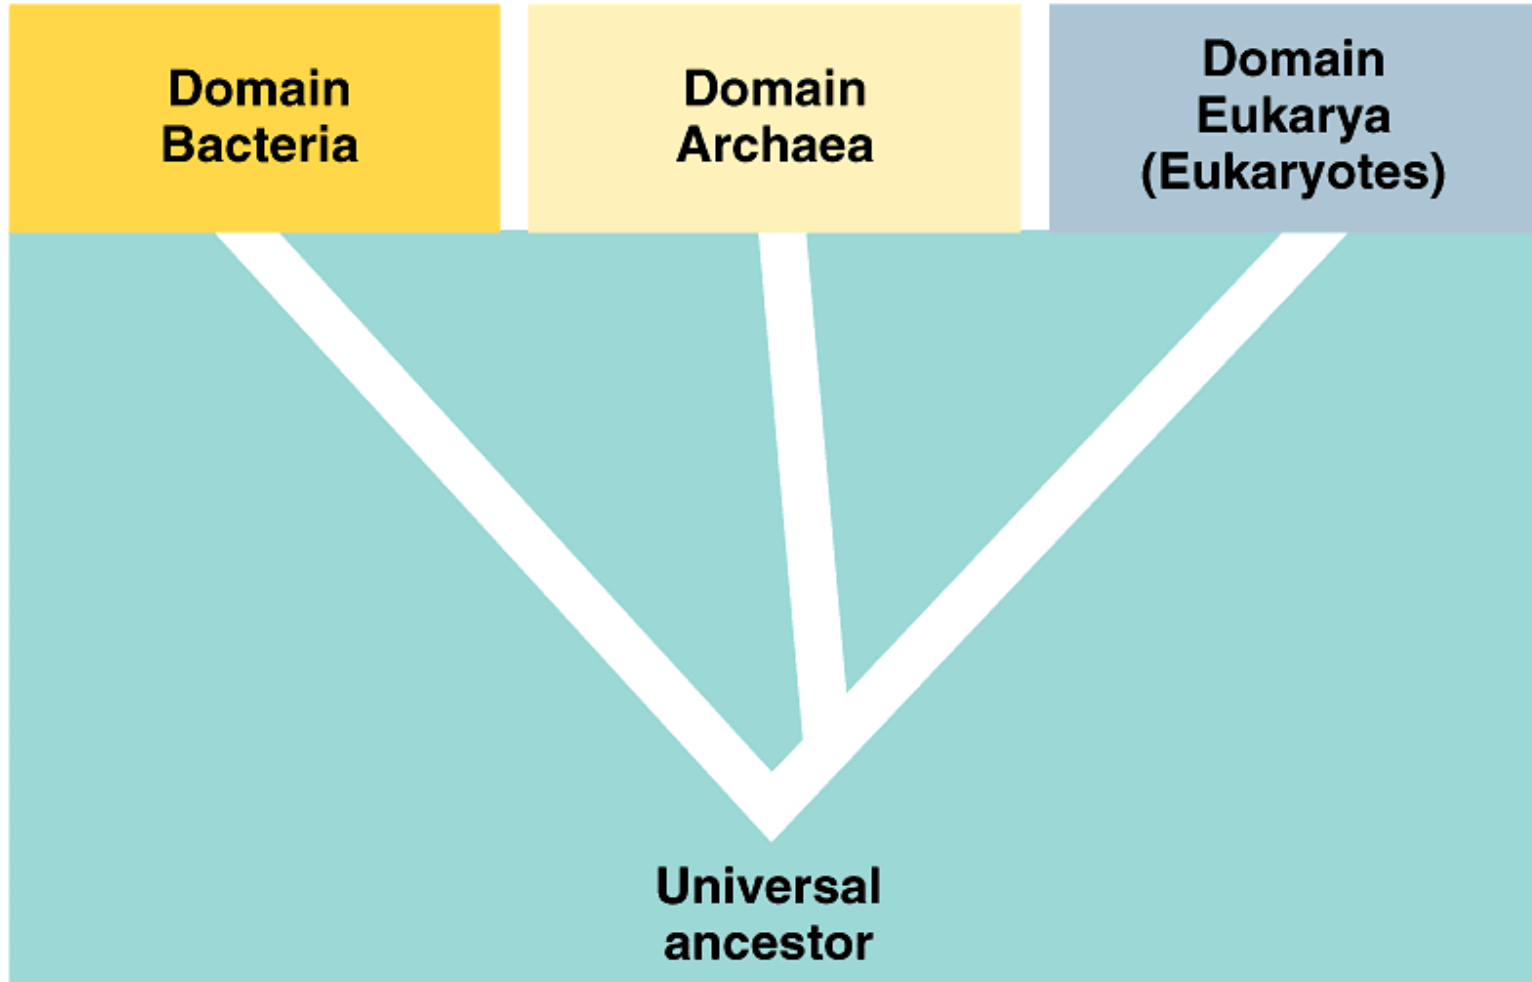 Domain
Bacteria
Domain
Archaea
Domain
Eukarya
(Eukaryotes)
Universal
ancestor